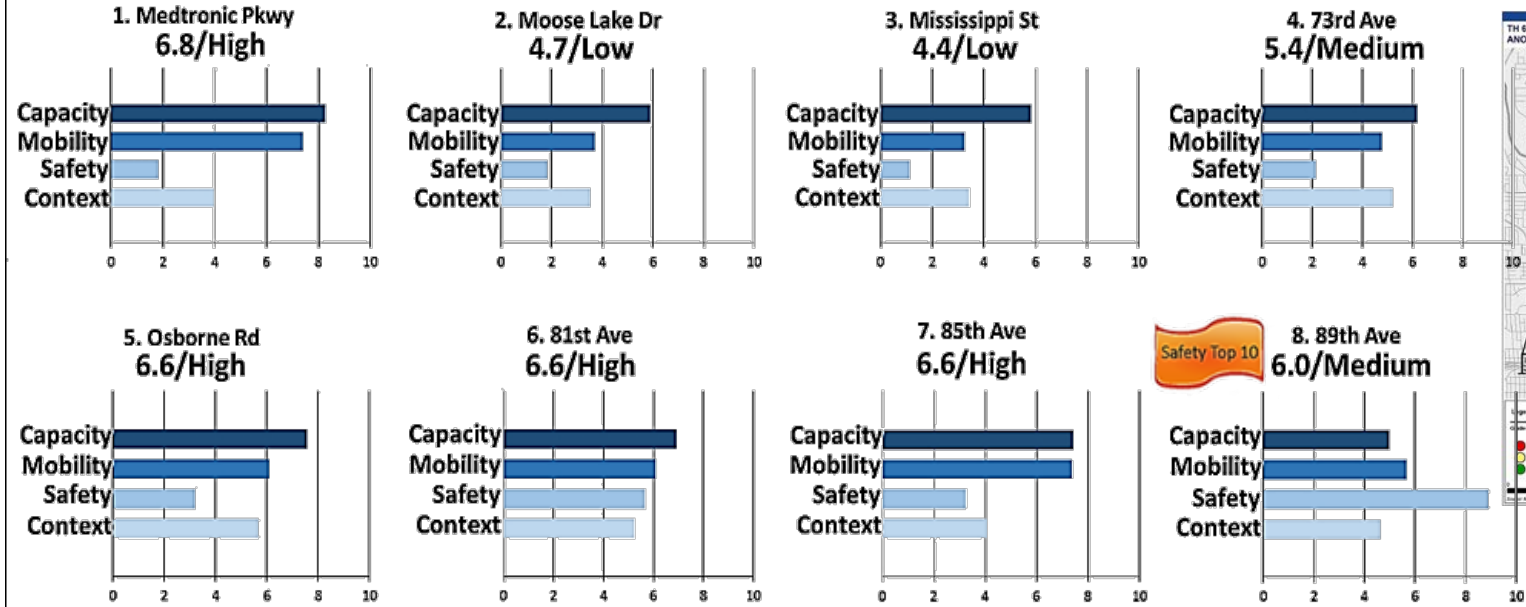 1. Medtronic Pkwy
6.8/High
Capacity
Mobility
Safety
Context
0 2 4 6 8 10
2. Moose Lake Dr
4.7/Low
Capacity
Mobility
Safety
Context
0 2 4 6 8 10
3. Mississippi St
4.4/Low
Capacity
Mobility
Safety
Context
0 2 4 6 8 10
4. 73rd Ave
5.4/Medium
Capacity
Mobility
Safety
Context
0 2 4 6 8 10
TH 6
ANO
5. Osborne Rd
6.6/High
Capacity
Mobility
Safety
Context
0 2 4 6 8 10
6. 81st Ave
6.6/High
Capacity
Mobility
Safety
Context
0 2 4 6 8 10
7. 85th Ave
6.6/High
Capacity
Mobility
Safety
Context
0 2 4 6 8 10
Safety Top 10
8. 89th Ave
6.0/Medium
Capacity
Mobility
Safety
Context
0 2 4 6 8 10